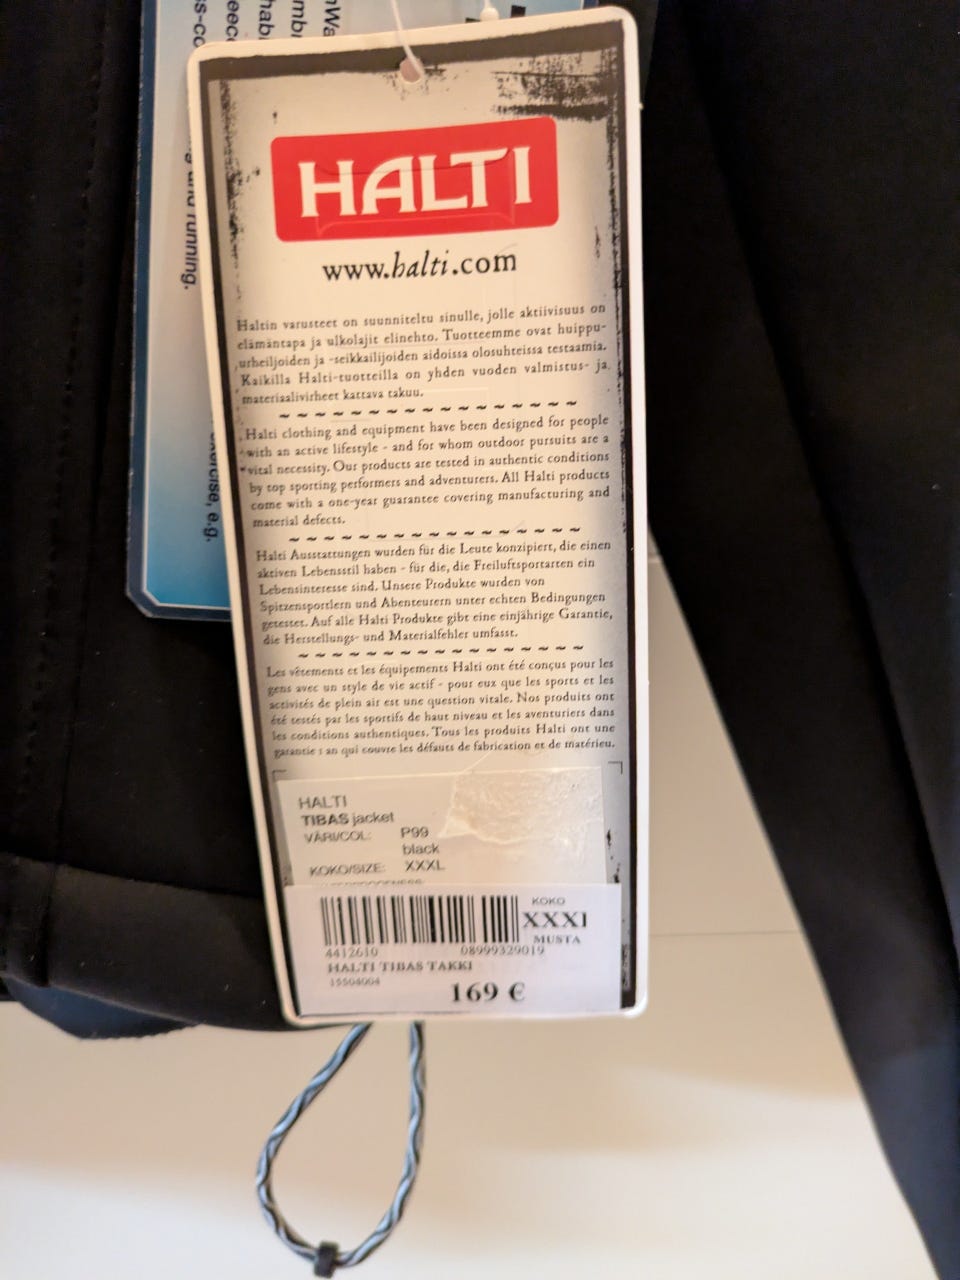 HALTI
www.halti.com
Haltin varusteet on suunniteltu sinulle, jolle aktiivisuus on
elämäntapa ja ulkolajit elinehto. Tuotteemme ovat huippu-
urheiljoiden ja -seikkailijoiden aidoissa olosuhteissa testaamia.
Kaikilla Halti-tuotteilla on yhden vuoden valmistus- ja
materiaalivirheet kattava takuu.
~ ~ ~ ~ ~ ~ ~ ~ ~ ~ ~ ~ ~ ~ ~ ~
Halti clothing and equipment have been designed for people
with an active lifestyle - and for whom outdoor pursuits are a
vital necessity. Our products are tested in authentic conditions
by top sporting performers and adventurers. All Halti products
come with a one-year guarantee covering manufacturing and
material defects.
~ ~ ~ ~ ~ ~ ~ ~ ~ ~ ~ ~ ~ ~ ~ ~
Halti Ausstattungen wurden für die Leute konzipiert, die einen
aktiven Lebensstil haben - für die, die Freiluftsportarten ein
Lebensinteresse sind. Unsere Produkte wurden von
Spitzensportlern und Abenteurern unter echten Bedingungen
getestet. Auf alle Halti Produkte gibt eine einjährige Garantie,
die Herstellungs- und Materialfehler umfasst.
~ ~ ~ ~ ~ ~ ~ ~ ~ ~ ~ ~ ~ ~ ~ ~
Les vêtements et les équipements Halti ont été conçus pour les
gens avec un style de vie actif - pour eux que les sports et les
activités de plein air est une question vitale. Nos produits ont
été testés par les sportifs de haut niveau et les aventuriers dans
les conditions authentiques. Tous les produits Halti ont une
garantie 1 an qui couvre les défauts de fabrication et de matérieu.
HALTI
TIBAS jacket
VÄRI/COL: P99
black
KOKO/SIZE: XXXL
KOKO
XXXL
MUSTA
4412610 08999329019
HALTI TIBAS TAKKI
15504004
169 €
and running.
exercise, e.g.